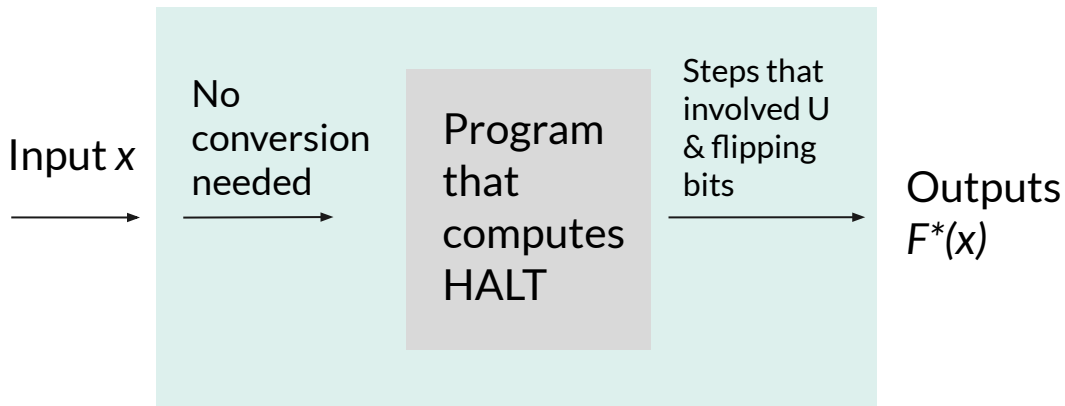 Input x
No
conversion
needed
Program
that
computes
HALT
Steps that
involved U
& flipping
bits
Outputs
F*(x)